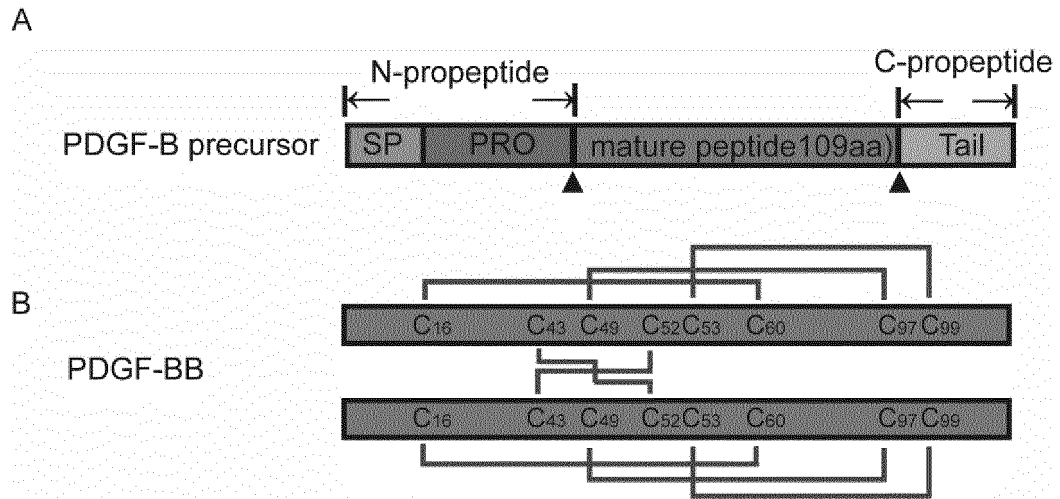 A
N-propeptide
C-propeptide
PDGF-B precursor
SP PRO mature peptide109aa) Tail
B
C16 C43 C49 C52 C53 C60 C97 C99
PDGF-BB
C16 C43 C49 C52 C53 C60 C97 C99